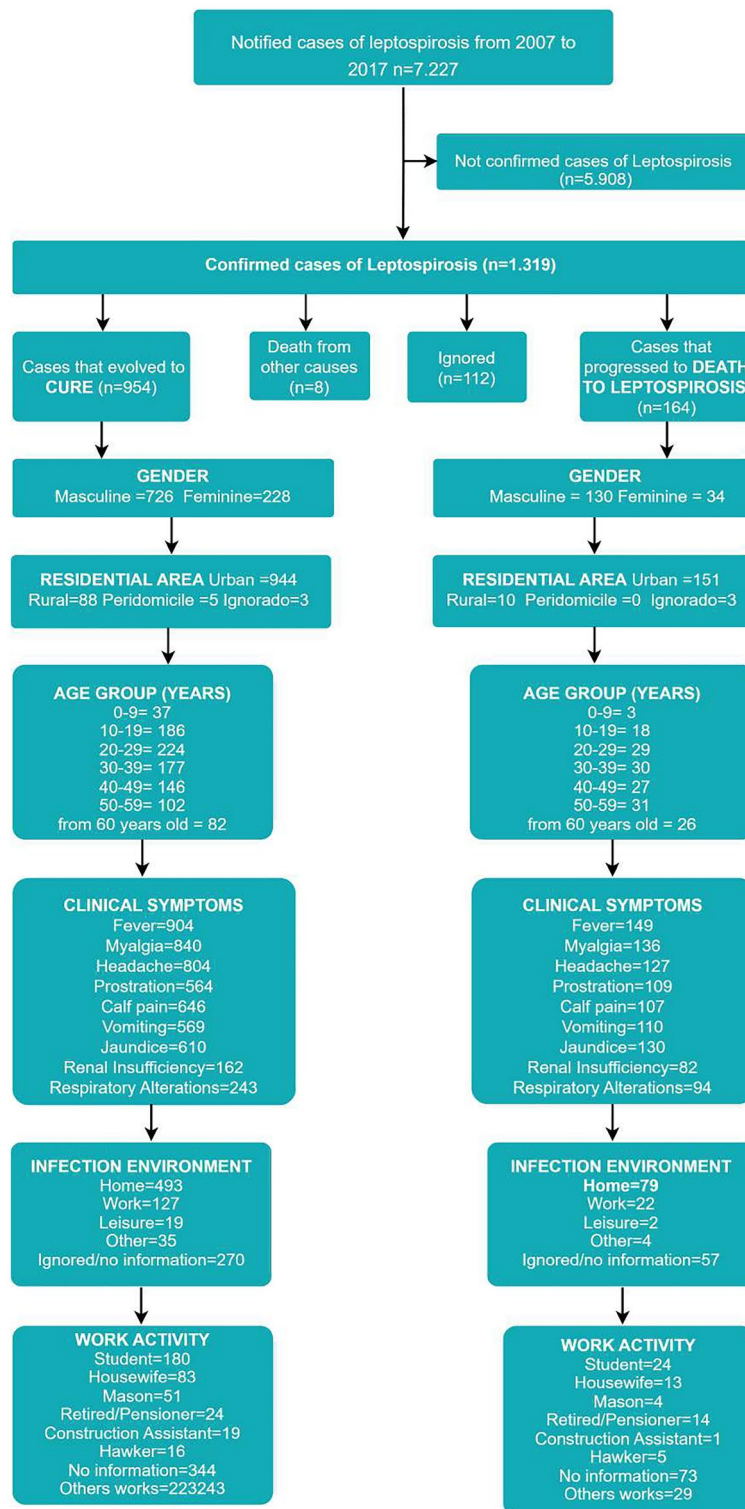 Notified cases of leptospirosis from 2007 to
2017 n=7.227
Not confirmed cases of Leptospirosis
(n=5.908)
Confirmed cases of Leptospirosis (n=1.319)
Cases that evolved to
CURE (n=954)
Death from
other causes
(n=8)
Ignored
(n=112)
Cases that
progressed to DEATH
TO LEPTOSPIROSIS
(n=164)
GENDER
Masculine =726 Feminine=228
RESIDENTIAL AREA Urban =944
Rural=88 Peridomicile =5 Ignorado=3
AGE GROUP (YEARS)
0-9= 37
10-19= 186
20-29= 224
30-39= 177
40-49= 146
50-59= 102
from 60 years old = 82
CLINICAL SYMPTOMS
Fever=904
Myalgia=840
Headache=804
Prostration=564
Calf pain=646
Vomiting=569
Jaundice=610
Renal Insufficiency=162
Respiratory Alterations=243
INFECTION ENVIRONMENT
Home=493
Work=127
Leisure=19
Other=35
Ignored/no information=270
WORK ACTIVITY
Student=180
Housewife=83
Mason=51
Retired/Pensioner=24
Construction Assistant=19
Hawker=16
No information=344
Others works=223243
GENDER
Masculine = 130 Feminine = 34
RESIDENTIAL AREA Urban =151
Rural=10 Peridomicile =0 Ignorado=3
AGE GROUP (YEARS)
0-9= 3
10-19= 18
20-29= 29
30-39= 30
40-49= 27
50-59= 31
from 60 years old = 26
CLINICAL SYMPTOMS
Fever=149
Myalgia=136
Headache=127
Prostration=109
Calf pain=107
Vomiting=110
Jaundice=130
Renal Insufficiency=82
Respiratory Alterations=94
INFECTION ENVIRONMENT
Home=79
Work=22
Leisure=2
Other=4
Ignored/no information=57
WORK ACTIVITY
Student=24
Housewife=13
Mason=4
Retired/Pensioner=14
Construction Assistant=1
Hawker=5
No information=73
Others works=29